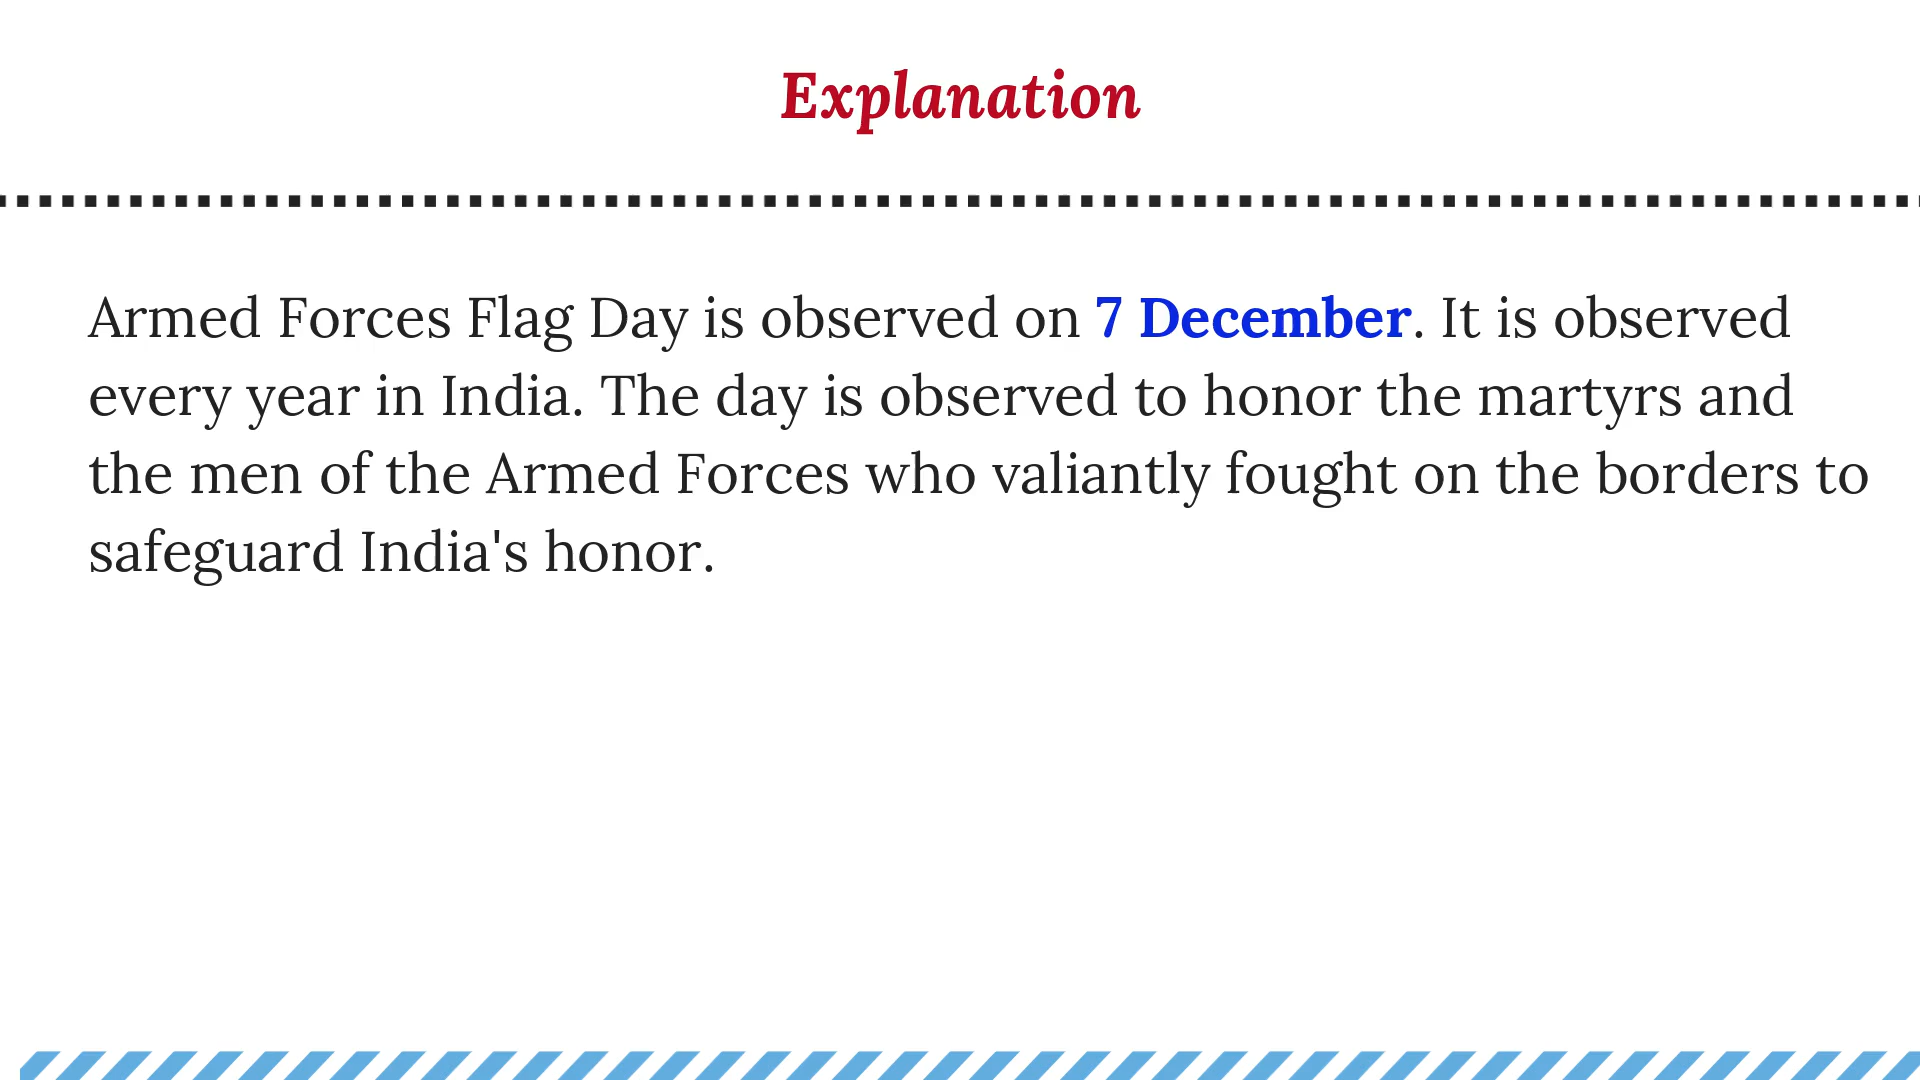 Explanation
Armed Forces Flag Day is observed on 7 December. It is observed
every year in India. The day is observed to honor the martyrs and
the men of the Armed Forces who valiantly fought on the borders to
safeguard India's honor.